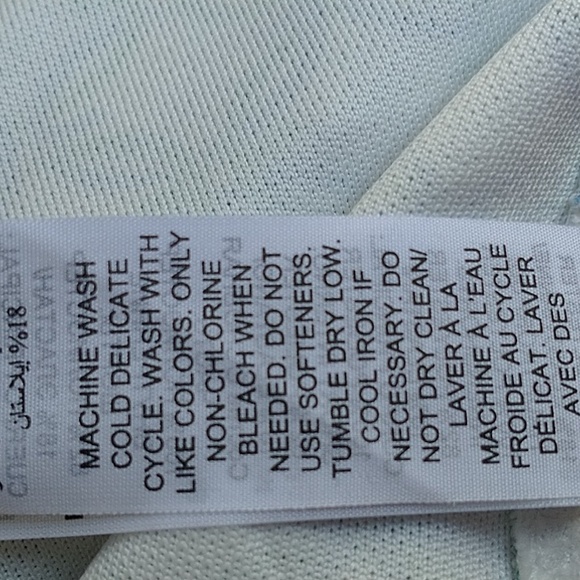 18% إيلاستان
MACHINE WASH
COLD DELICATE
CYCLE. WASH WITH
LIKE COLORS. ONLY
NON-CHLORINE
BLEACH WHEN
NEEDED. DO NOT
USE SOFTENERS.
TUMBLE DRY LOW.
COOL IRON IF
NECESSARY. DO
NOT DRY CLEAN/
LAVER À LA
MACHINE À L'EAU
FROIDE AU CYCLE
DÉLICAT. LAVER
AVEC DES